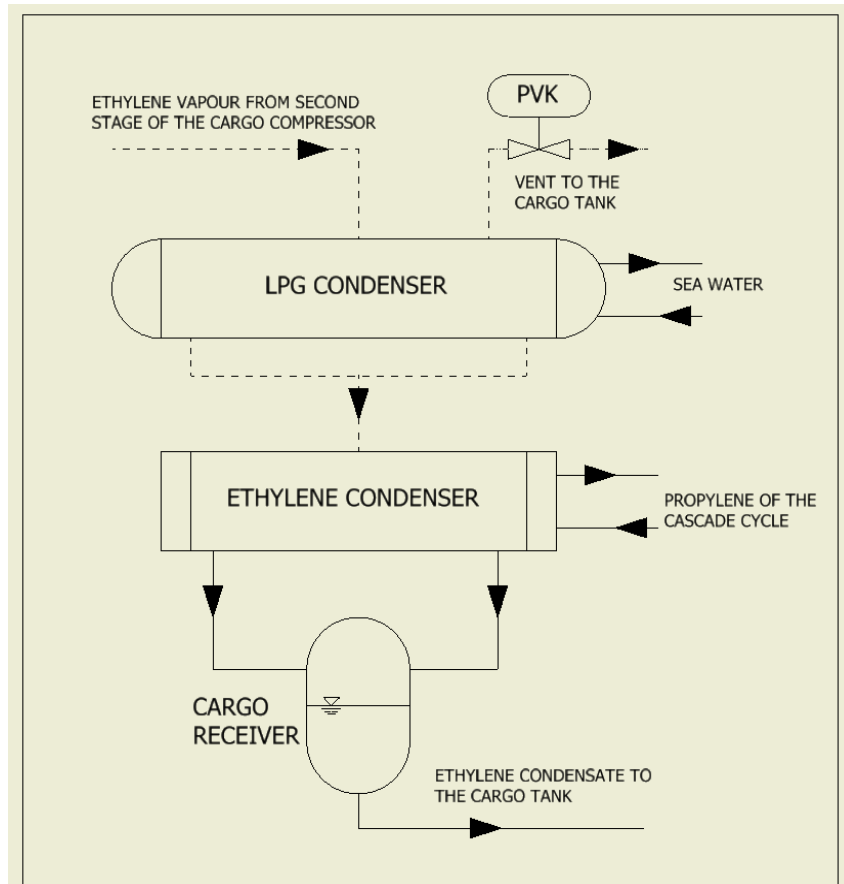 ETHYLENE VAPOUR FROM SECOND
STAGE OF THE CARGO COMPRESSOR
PVK
VENT TO THE
CARGO TANK
LPG CONDENSER
SEA WATER
ETHYLENE CONDENSER
PROPYLENE OF THE
CASCADE CYCLE
CARGO
RECEIVER
ETHYLENE CONDENSATE TO
THE CARGO TANK